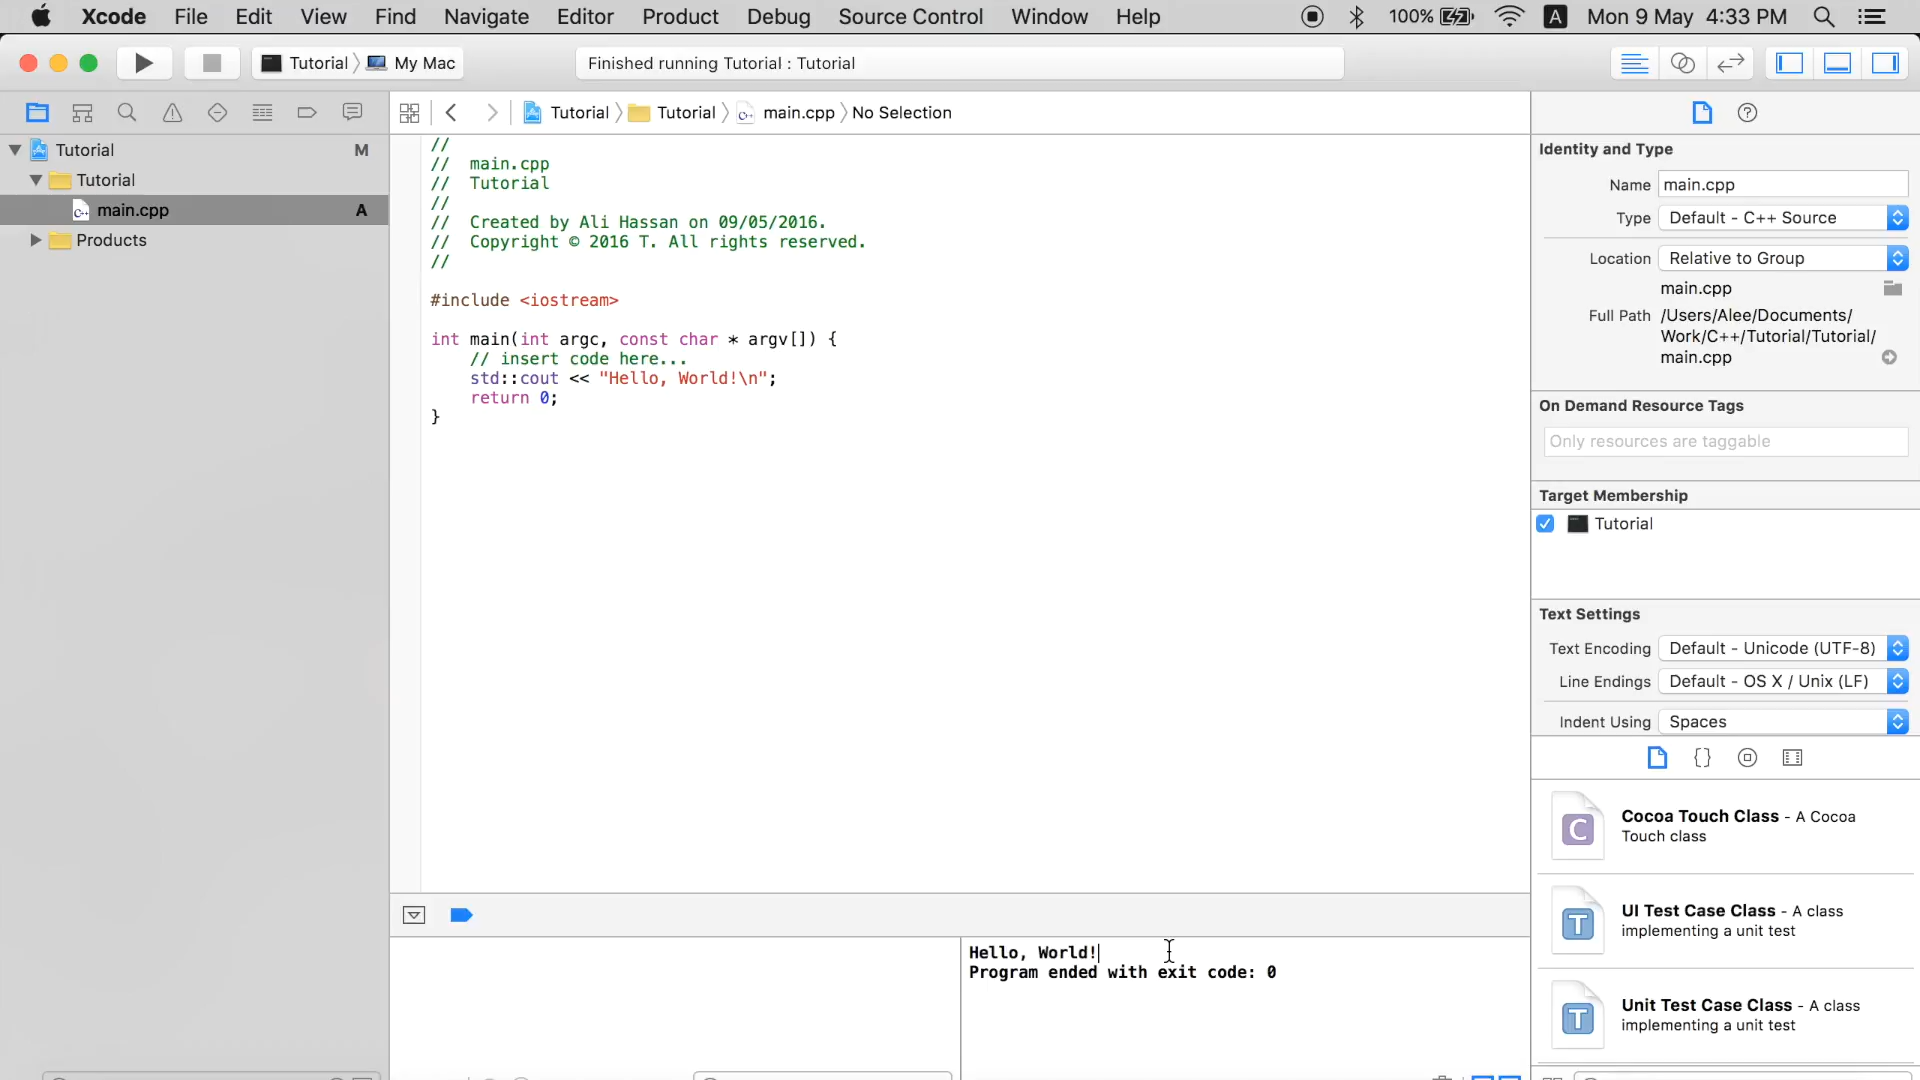 Xcode File Edit View Find Navigate Editor Product Debug Source Control Window Help 100% A Mon 9 May 4:33 PM
Tutorial My Mac Finished running Tutorial : Tutorial
Tutorial Tutorial main.cpp No Selection
Tutorial M
Tutorial
main.cpp A
Products
//
//  main.cpp
//  Tutorial
//
//  Created by Ali Hassan on 09/05/2016.
//  Copyright © 2016 T. All rights reserved.
//
#include <iostream>
int main(int argc, const char * argv[]) {
    // insert code here...
    std::cout << "Hello, World!\n";
    return 0;
}
Hello, World!
Program ended with exit code: 0
Identity and Type
Name main.cpp
Type Default - C++ Source
Location Relative to Group
main.cpp
Full Path /Users/Alee/Documents/
Work/C++/Tutorial/Tutorial/
main.cpp
On Demand Resource Tags
Only resources are taggable
Target Membership
Tutorial
Text Settings
Text Encoding Default - Unicode (UTF-8)
Line Endings Default - OS X / Unix (LF)
Indent Using Spaces
{}
C Cocoa Touch Class - A Cocoa
Touch class
T UI Test Case Class - A class
implementing a unit test
T Unit Test Case Class - A class
implementing a unit test